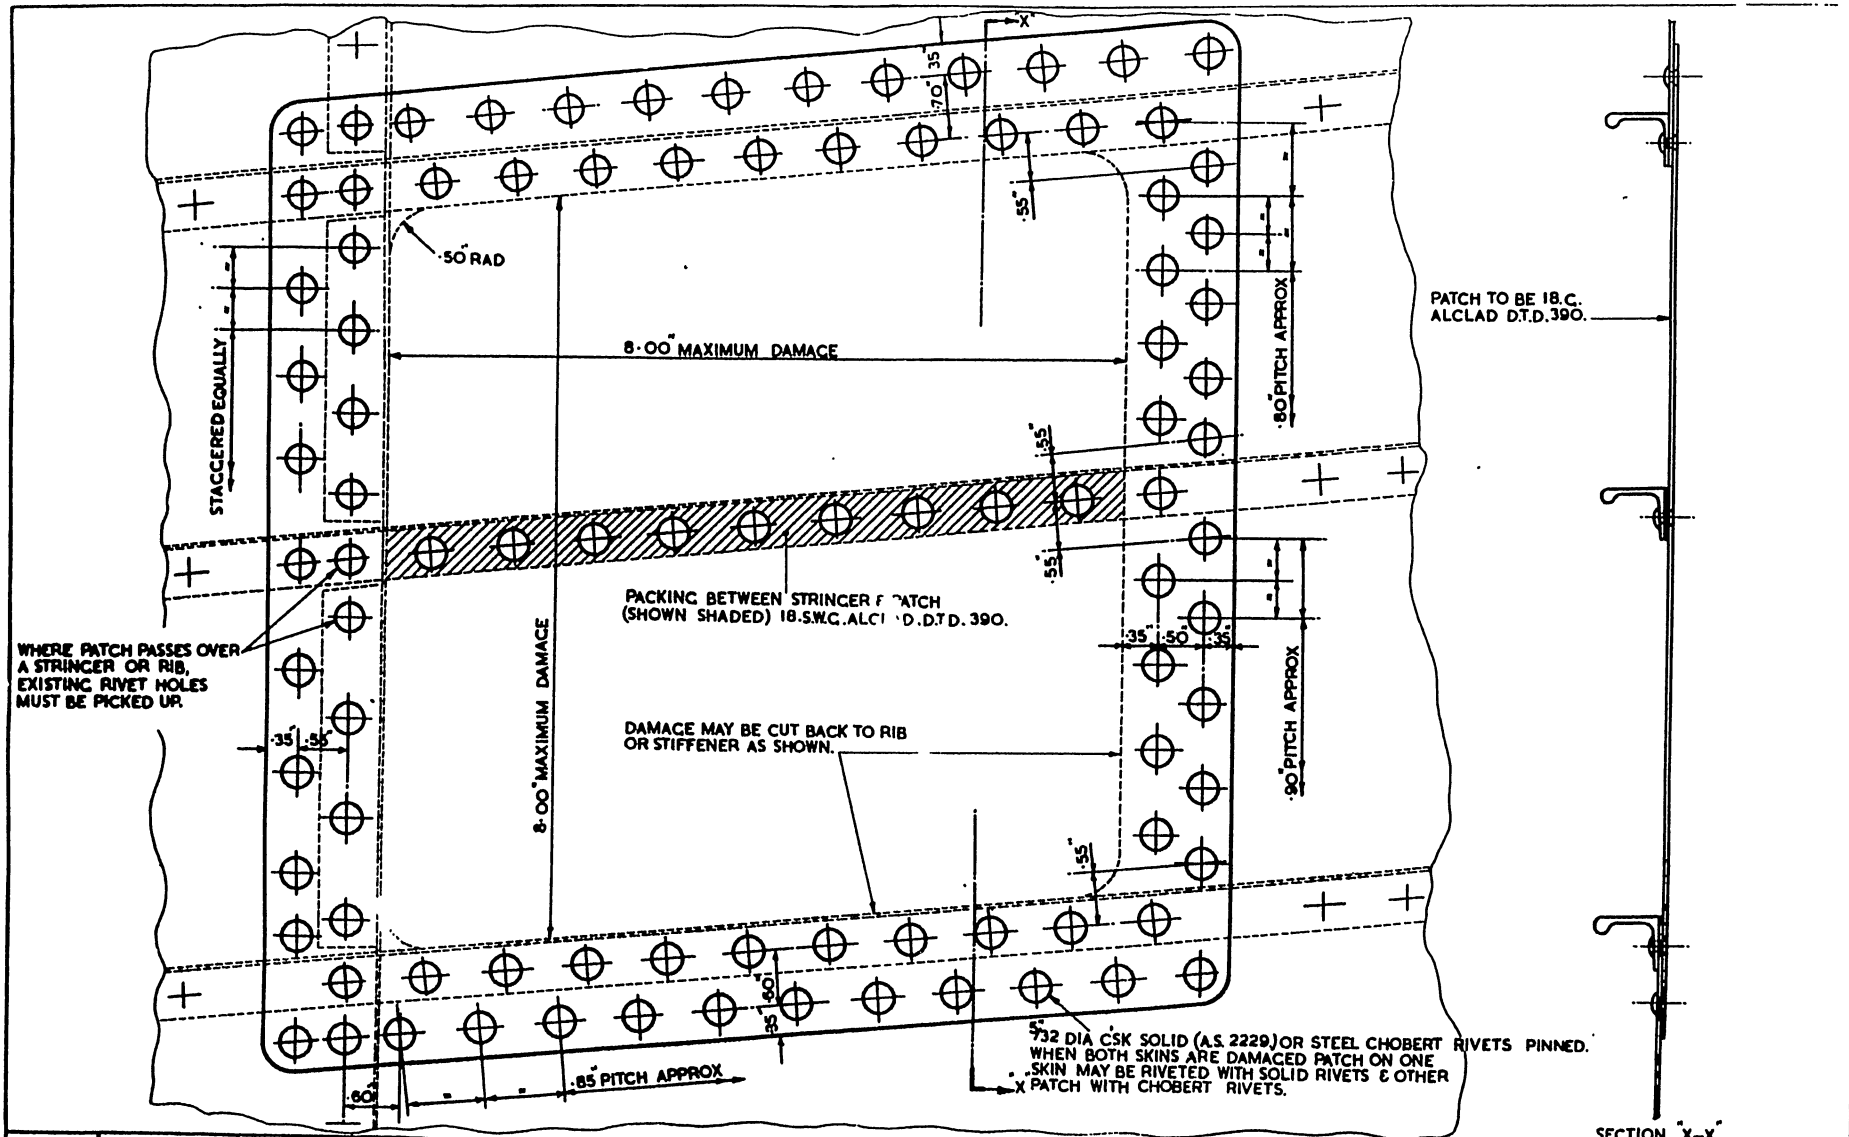 "X"
.35"
.70"
.55"
.50" RAD
STAGGERED EQUALLY
8.00" MAXIMUM DAMAGE
.80" PITCH APPROX
PATCH TO BE 18.G.
ALCLAD D.T.D.390.
.55"
.55"
PACKING BETWEEN STRINGER PATCH
(SHOWN SHADED) 18.S.W.G. D.T.D. 390.
8.00" MAXIMUM DAMAGE
.35" .50" .35"
WHERE PATCH PASSES OVER
A STRINGER OR RIB,
EXISTING RIVET HOLES
MUST BE PICKED UP.
.90" PITCH APPROX
.35" .55"
DAMAGE MAY BE CUT BACK TO RIB
OR STIFFENER AS SHOWN.
.55"
.60"
.35"
5/32" DIA C'SK SOLID (A.S. 2229) OR STEEL CHOBERT RIVETS PINNED.
WHEN BOTH SKINS ARE DAMAGED PATCH ON ONE
SKIN MAY BE RIVETED WITH SOLID RIVETS & OTHER
PATCH WITH CHOBERT RIVETS.
"X"
.60"
.85" PITCH APPROX
SECTION "X-X"